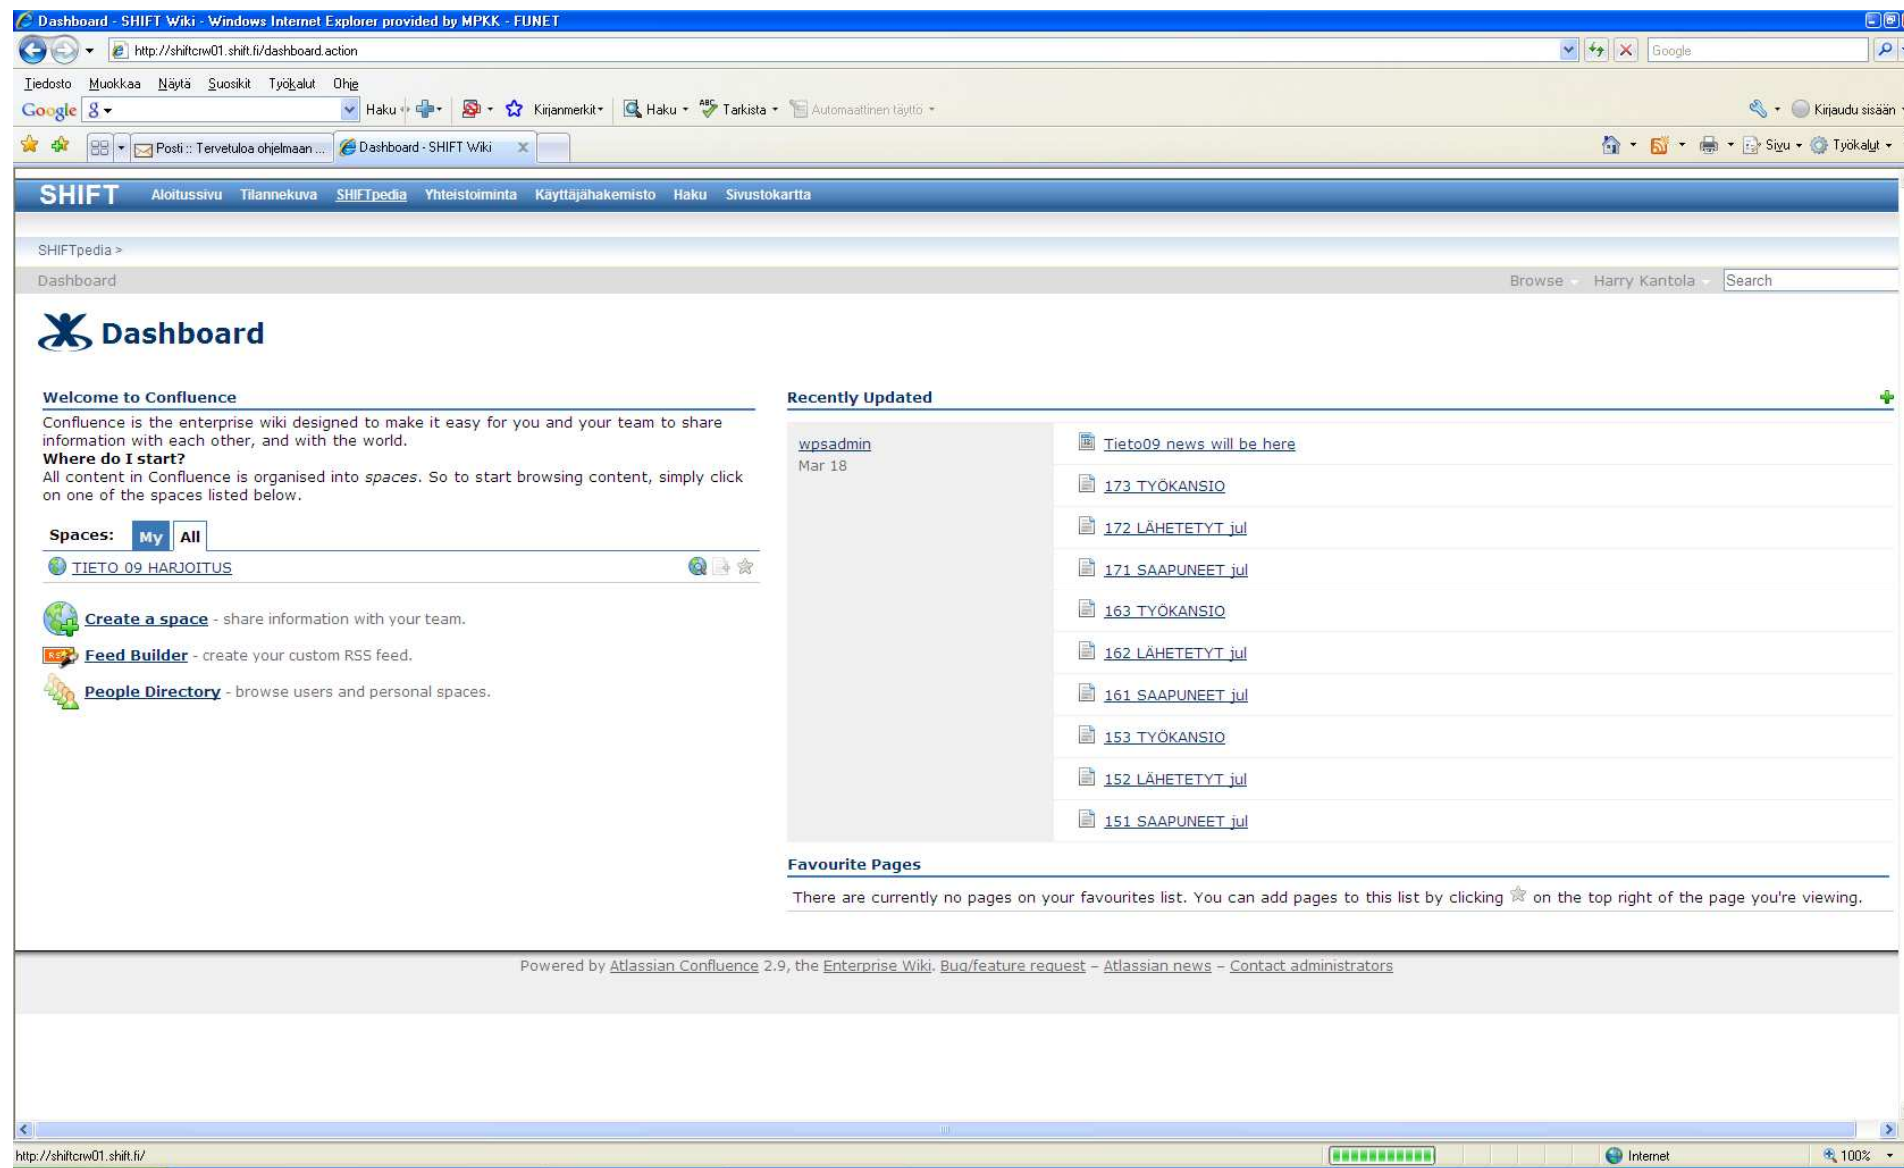 Dashboard - SHIFT Wiki - Windows Internet Explorer provided by MPKK - FUNET
http://shiftcrw01.shift.fi/dashboard.action
Google
Tiedosto Muokkaa Näytä Suosikit Työkalut Ohje
Google Haku Kirjanmerkit Haku Tarkista Automaattinen täyttö Kirjaudu sisään
Posti :: Tervetuloa ohjelmaan ... Dashboard - SHIFT Wiki Sivu Työkalut
SHIFT Aloitussivu Tilannekuva SHIFTpedia Yhteistoiminta Käyttäjähakemisto Haku Sivustokartta
SHIFTpedia >
Dashboard Browse Harry Kantola Search
Dashboard
Welcome to Confluence
Confluence is the enterprise wiki designed to make it easy for you and your team to share
information with each other, and with the world.
Where do I start?
All content in Confluence is organised into spaces. So to start browsing content, simply click
on one of the spaces listed below.
Spaces: My All
TIETO 09 HARJOITUS
Create a space - share information with your team.
Feed Builder - create your custom RSS feed.
People Directory - browse users and personal spaces.
Recently Updated
wpsadmin
Mar 18
Tieto09 news will be here
173 TYÖKANSIO
172 LÄHETETYT jul
171 SAAPUNEET jul
163 TYÖKANSIO
162 LÄHETETYT jul
161 SAAPUNEET jul
153 TYÖKANSIO
152 LÄHETETYT jul
151 SAAPUNEET jul
Favourite Pages
There are currently no pages on your favourites list. You can add pages to this list by clicking on the top right of the page you're viewing.
Powered by Atlassian Confluence 2.9, the Enterprise Wiki. Bug/feature request – Atlassian news – Contact administrators
http://shiftcrw01.shift.fi/ Internet 100%